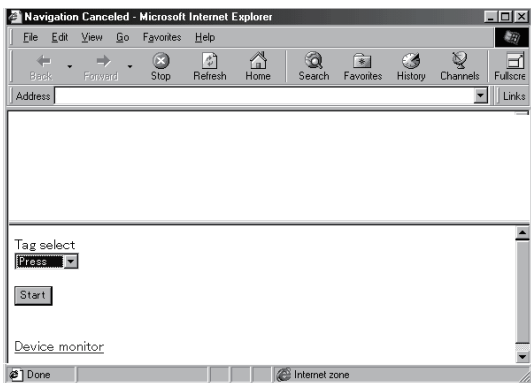 Navigation Canceled - Microsoft Internet Explorer
File Edit View Go Favorites Help
Back Forward Stop Refresh Home Search Favorites History Channels Fullscre
Address Links
Tag select
Press
Start
Device monitor
Done Internet zone